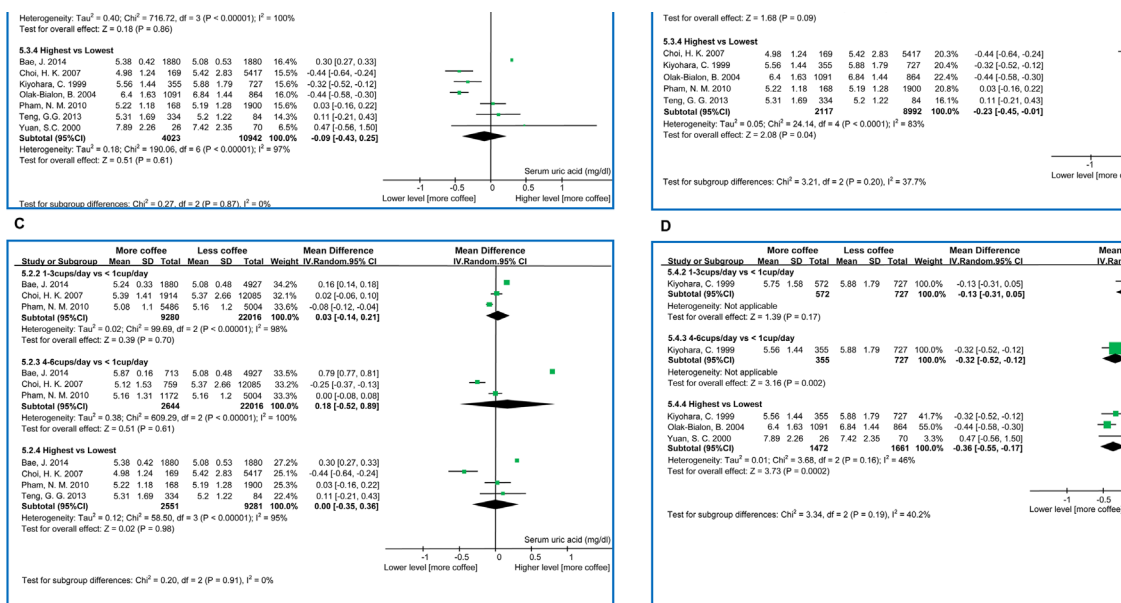 Heterogeneity: Tau² = 0.40; Chi² = 716.72, df = 3 (P < 0.00001); I² = 100%
Test for overall effect: Z = 0.18 (P = 0.86)
5.3.4 Highest vs Lowest
Bae, J. 2014 5.38 0.42 1880 5.08 0.53 1880 16.4% 0.30 [0.27, 0.33]
Choi, H. K. 2007 4.98 1.24 169 5.42 2.83 5417 15.1% -0.44 [-0.64, -0.24]
Kiyohara, C. 1999 5.56 1.44 355 5.88 1.79 727 15.1% -0.32 [-0.52, -0.12]
Olak-Bialon, B. 2004 6.4 1.63 1091 6.84 1.44 864 15.8% -0.44 [-0.58, -0.30]
Pham, N. M. 2010 5.22 1.18 168 5.19 1.28 1900 15.2% 0.03 [-0.16, 0.22]
Teng, G.G. 2013 5.31 1.69 334 5.2 1.22 84 14.0% 0.11 [-0.21, 0.43]
Yuan, S.C. 2000 7.89 2.26 26 7.42 2.35 70 6.5% 0.47 [-0.56, 1.50]
Subtotal (95%CI) 4023 10942 100.0% -0.09 [-0.43, 0.25]
Heterogeneity: Tau² = 0.18; Chi² = 190.06, df = 6 (P < 0.00001); I² = 97%
Test for overall effect: Z = 0.51 (P = 0.61)
Serum uric acid (mg/dl)
-1 -0.5 0 0.5 1
Lower level [more coffee] Higher level [more coffee]
Test for subgroup differences: Chi² = 0.27, df = 2 (P = 0.87), I² = 0%
Test for overall effect: Z = 1.68 (P = 0.09)
5.3.4 Highest vs Lowest
Choi, H. K. 2007 4.98 1.24 169 5.42 2.83 5417 20.3% -0.44 [-0.64, -0.24]
Kiyohara, C. 1999 5.56 1.44 355 5.88 1.79 727 20.4% -0.32 [-0.52, -0.12]
Olak-Bialon, B. 2004 6.4 1.63 1091 6.84 1.44 864 22.4% -0.44 [-0.58, -0.30]
Pham, N. M. 2010 5.22 1.18 168 5.19 1.28 1900 20.8% 0.03 [-0.16, 0.22]
Teng, G. G. 2013 5.31 1.69 334 5.2 1.22 84 16.1% 0.11 [-0.21, 0.43]
Subtotal (95%CI) 2117 8992 100.0% -0.23 [-0.45, -0.01]
Heterogeneity: Tau² = 0.05; Chi² = 24.14, df = 4 (P < 0.0001); I² = 83%
Test for overall effect: Z = 2.08 (P = 0.04)
-1
Lower level [more
Test for subgroup differences: Chi² = 3.21, df = 2 (P = 0.20), I² = 37.7%
C
More coffee Less coffee Mean Difference Mean Difference
Study or Subgroup Mean SD Total Mean SD Total Weight IV.Random.95% CI IV.Random.95% CI
5.2.2 1-3cups/day vs < 1cup/day
Bae, J. 2014 5.24 0.33 1880 5.08 0.48 4927 34.2% 0.16 [0.14, 0.18]
Choi, H. K. 2007 5.39 1.41 1914 5.37 2.66 12085 32.1% 0.02 [-0.06, 0.10]
Pham, N. M. 2010 5.08 1.1 5486 5.16 1.2 5004 33.7% -0.08 [-0.12, -0.04]
Subtotal (95%CI) 9280 22016 100.0% 0.03 [-0.14, 0.21]
Heterogeneity: Tau² = 0.02; Chi² = 99.69, df = 2 (P < 0.00001); I² = 98%
Test for overall effect: Z = 0.39 (P = 0.70)
5.2.3 4-6cups/day vs < 1cup/day
Bae, J. 2014 5.87 0.16 713 5.08 0.48 4927 33.5% 0.79 [0.77, 0.81]
Choi, H. K. 2007 5.12 1.53 759 5.37 2.66 12085 33.2% -0.25 [-0.37, -0.13]
Pham, N. M. 2010 5.16 1.31 1172 5.16 1.2 5004 33.3% 0.00 [-0.08, 0.08]
Subtotal (95%CI) 2644 22016 100.0% 0.18 [-0.52, 0.89]
Heterogeneity: Tau² = 0.38; Chi² = 609.29, df = 2 (P < 0.00001); I² = 100%
Test for overall effect: Z = 0.51 (P = 0.61)
5.2.4 Highest vs Lowest
Bae, J. 2014 5.38 0.42 1880 5.08 0.53 1880 27.2% 0.30 [0.27, 0.33]
Choi, H. K. 2007 4.98 1.24 169 5.42 2.83 5417 25.1% -0.44 [-0.64, -0.24]
Pham, N. M. 2010 5.22 1.18 168 5.19 1.28 1900 25.3% 0.03 [-0.16, 0.22]
Teng, G. G. 2013 5.31 1.69 334 5.2 1.22 84 22.4% 0.11 [-0.21, 0.43]
Subtotal (95%CI) 2551 9281 100.0% 0.00 [-0.35, 0.36]
Heterogeneity: Tau² = 0.12; Chi² = 58.50, df = 3 (P < 0.00001); I² = 95%
Test for overall effect: Z = 0.02 (P = 0.98)
Serum uric acid (mg/dl)
-1 -0.5 0 0.5 1
Lower level [more coffee] Higher level [more coffee]
Test for subgroup differences: Chi² = 0.20, df = 2 (P = 0.91), I² = 0%
D
More coffee Less coffee Mean Difference Mean
Study or Subgroup Mean SD Total Mean SD Total Weight IV.Random.95% CI IV.Ran
5.4.2 1-3cups/day vs < 1cup/day
Kiyohara, C. 1999 5.75 1.58 572 5.88 1.79 727 100.0% -0.13 [-0.31, 0.05]
Subtotal (95%CI) 572 727 100.0% -0.13 [-0.31, 0.05]
Heterogeneity: Not applicable
Test for overall effect: Z = 1.39 (P = 0.17)
5.4.3 4-6cups/day vs < 1cup/day
Kiyohara, C. 1999 5.56 1.44 355 5.88 1.79 727 100.0% -0.32 [-0.52, -0.12]
Subtotal (95%CI) 355 727 100.0% -0.32 [-0.52, -0.12]
Heterogeneity: Not applicable
Test for overall effect: Z = 3.16 (P = 0.002)
5.4.4 Highest vs Lowest
Kiyohara, C. 1999 5.56 1.44 355 5.88 1.79 727 41.7% -0.32 [-0.52, -0.12]
Olak-Bialon, B. 2004 6.4 1.63 1091 6.84 1.44 864 55.0% -0.44 [-0.58, -0.30]
Yuan, S. C. 2000 7.89 2.26 26 7.42 2.35 70 3.3% 0.47 [-0.56, 1.50]
Subtotal (95%CI) 1472 1661 100.0% -0.36 [-0.55, -0.17]
Heterogeneity: Tau² = 0.01; Chi² = 3.68, df = 2 (P = 0.16); I² = 46%
Test for overall effect: Z = 3.73 (P = 0.0002)
-1 -0.5
Lower level [more coffee]
Test for subgroup differences: Chi² = 3.34, df = 2 (P = 0.19), I² = 40.2%